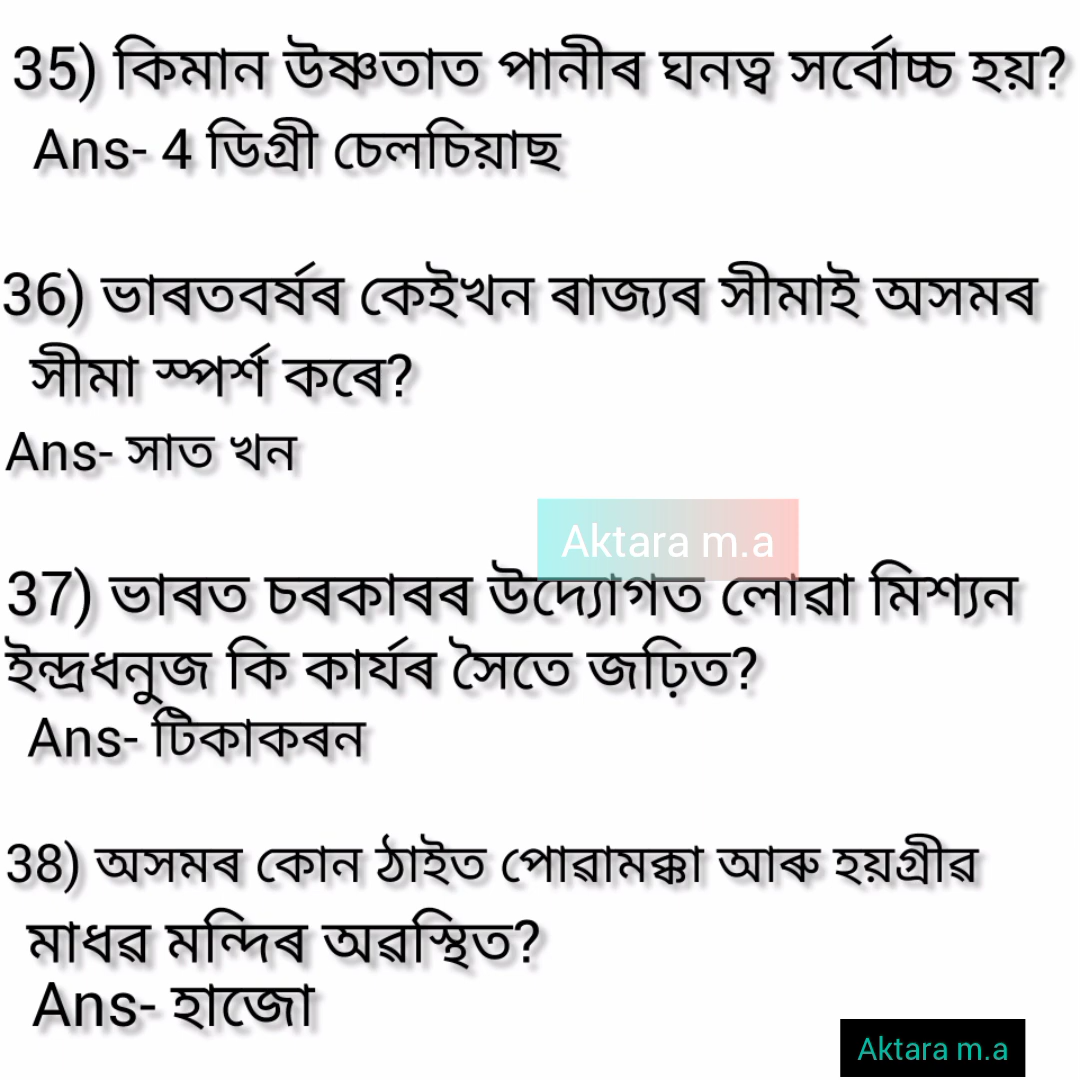 35) কিমান উষ্ণতাত পানীৰ ঘনত্ব সৰ্বোচ্চ হয়?
Ans- 4 ডিগ্ৰী চেলচিয়াছ
36) ভাৰতবৰ্ষৰ কেইখন ৰাজ্যৰ সীমাই অসমৰ
সীমা স্পৰ্শ কৰে?
Ans- সাত খন
Aktara m.a
37) ভাৰত চৰকাৰৰ উদ্যোগত লোৱা মিশ্যন
ইন্দ্ৰধনুজ কি কাৰ্যৰ সৈতে জঢ়িত?
Ans- টিকাকৰন
38) অসমৰ কোন ঠাইত পোৱামক্কা আৰু হয়গ্ৰীৱ
মাধৱ মন্দিৰ অৱস্থিত?
Ans- হাজো
Aktara m.a